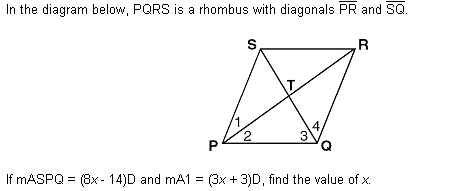 In the diagram below, PQRS is a rhombus with diagonals PR and SQ.
S R
T
1 4
2 3
P Q
If mASPQ = (8x - 14)D and mA1 = (3x + 3)D, find the value of x.